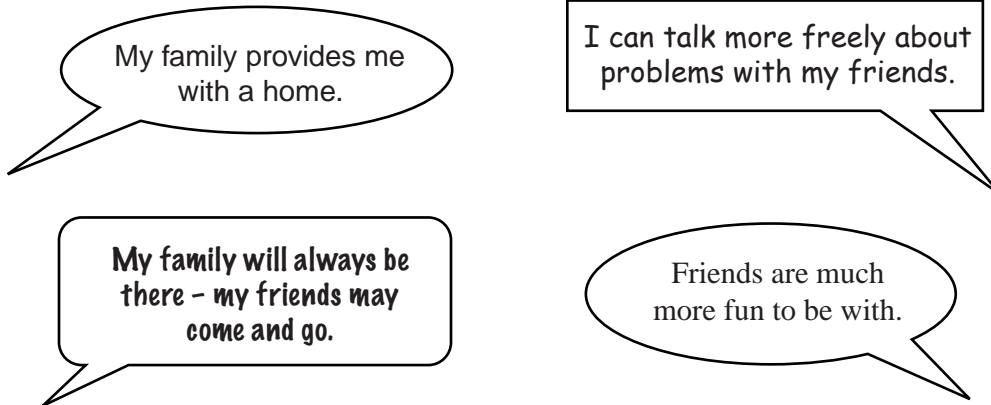 My family provides me
with a home.
I can talk more freely about
problems with my friends.
My family will always be
there – my friends may
come and go.
Friends are much
more fun to be with.